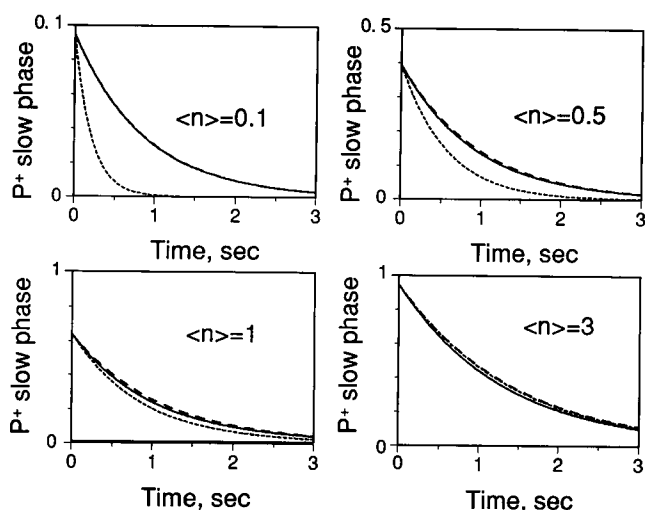 0.1
P⁺ slow phase
<n>=0.1
0
0 1 2 3
Time, sec
0.5
P⁺ slow phase
<n>=0.5
0
0 1 2 3
Time, sec
1
P⁺ slow phase
<n>=1
0
0 1 2 3
Time, sec
1
P⁺ slow phase
<n>=3
0
0 1 2 3
Time, sec